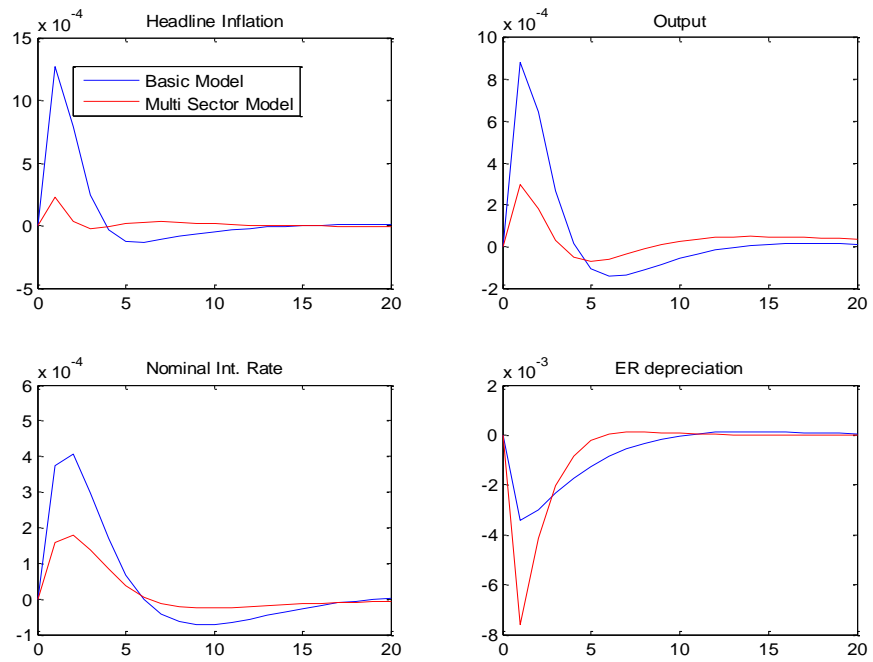 Headline Inflation
x 10-4
15
10
5
0
-5
0 5 10 15 20
Basic Model
Multi Sector Model
Output
x 10-4
10
8
6
4
2
0
-2
0 5 10 15 20
Nominal Int. Rate
x 10-4
6
5
4
3
2
1
0
-1
0 5 10 15 20
ER depreciation
x 10-3
2
0
-2
-4
-6
-8
0 5 10 15 20